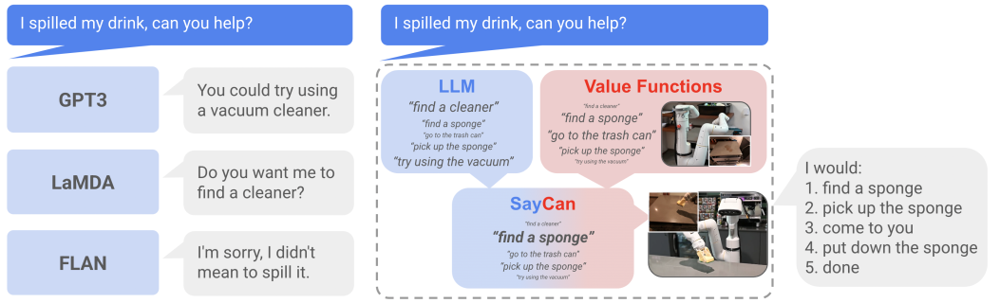 I spilled my drink, can you help?
GPT3
You could try using
a vacuum cleaner.
LaMDA
Do you want me to
find a cleaner?
FLAN
I'm sorry, I didn't
mean to spill it.
I spilled my drink, can you help?
LLM
“find a cleaner”
“find a sponge”
“go to the trash can”
“pick up the sponge”
“try using the vacuum”
Value Functions
“find a cleaner”
“find a sponge”
“go to the trash can”
“pick up the sponge”
“try using the vacuum”
SayCan
“find a cleaner”
“find a sponge”
“go to the trash can”
“pick up the sponge”
“try using the vacuum”
I would:
1. find a sponge
2. pick up the sponge
3. come to you
4. put down the sponge
5. done